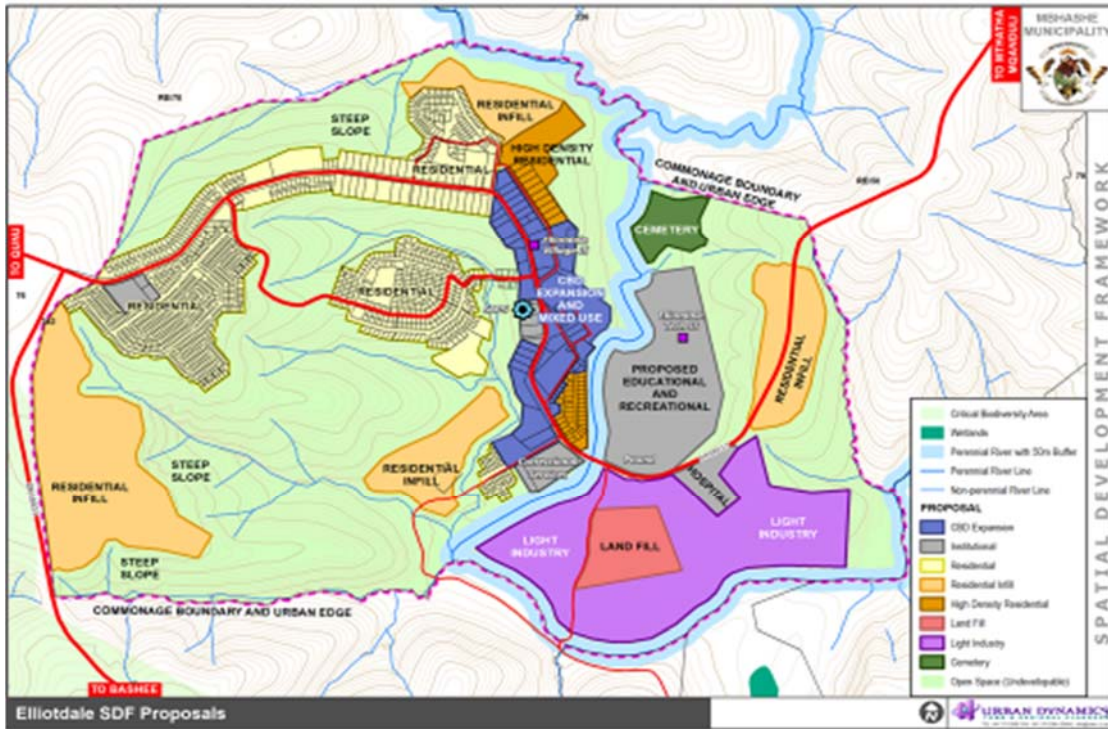 MBHASHE
MUNICIPALITY
TO MTHATHA
MQANDULI
SPATIAL DEVELOPMENT FRAMEWORK
STEEP
SLOPE
RESIDENTIAL
INFILL
HIGH DENSITY
RESIDENTIAL
RESIDENTIAL
COMMONAGE BOUNDARY
AND URBAN EDGE
CEMETERY
TO QUNU
RESIDENTIAL
RESIDENTIAL
CBD
EXPANSION
AND
MIXED USE
PROPOSED
EDUCATIONAL
AND
RECREATIONAL
RESIDENTIAL
INFILL
RESIDENTIAL
INFILL
STEEP
SLOPE
RESIDENTIAL
INFILL
HOSPITAL
LIGHT
INDUSTRY
LAND FILL
LIGHT
INDUSTRY
STEEP
SLOPE
COMMONAGE BOUNDARY AND URBAN EDGE
TO BASHEE
Critical Biodiversity Area
Wetlands
Perennial River with 50m Buffer
Perennial River Line
Non-perennial River Line
PROPOSAL
CBD Expansion
Institutional
Residential
Residential Infill
High Density Residential
Land Fill
Light Industry
Cemetery
Open Space (Undevelopable)
Elliotdale SDF Proposals
URBAN DYNAMICS